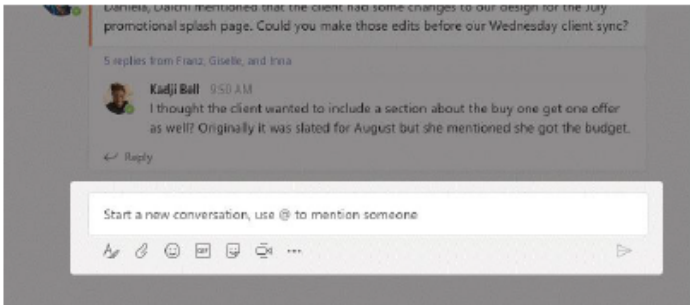 Daniela, Daichi mentioned that the client had some changes to our design for the July
promotional splash page. Could you make those edits before our Wednesday client sync?
5 replies from Franz, Giselle, and Inna
Kadji Bell 9:50 AM
I thought the client wanted to include a section about the buy one get one offer
as well? Originally it was slated for August but she mentioned she got the budget.
Reply
Start a new conversation, use @ to mention someone
GIF